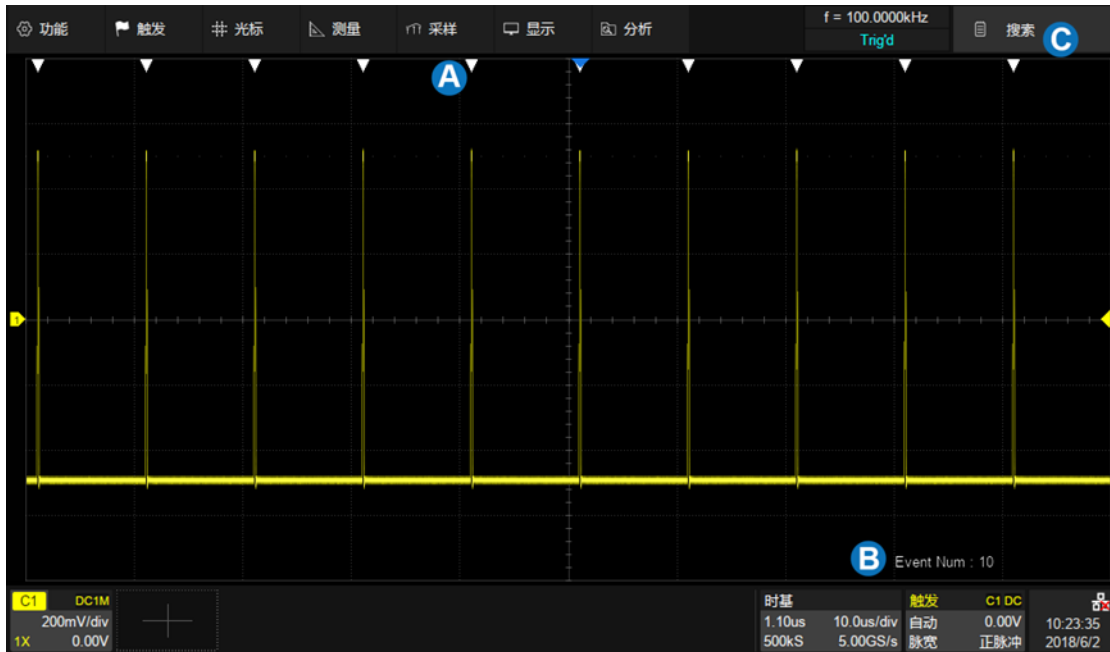 功能 触发 光标 测量 采样 显示 分析 f = 100.0000kHz 搜索
Trig'd
A
C
1
B Event Num : 10
C1 DC1M
200mV/div
1X 0.00V
时基
1.10us 10.0us/div
500kS 5.00GS/s
触发 C1 DC
自动 0.00V
脉宽 正脉冲
10:23:35
2018/6/2